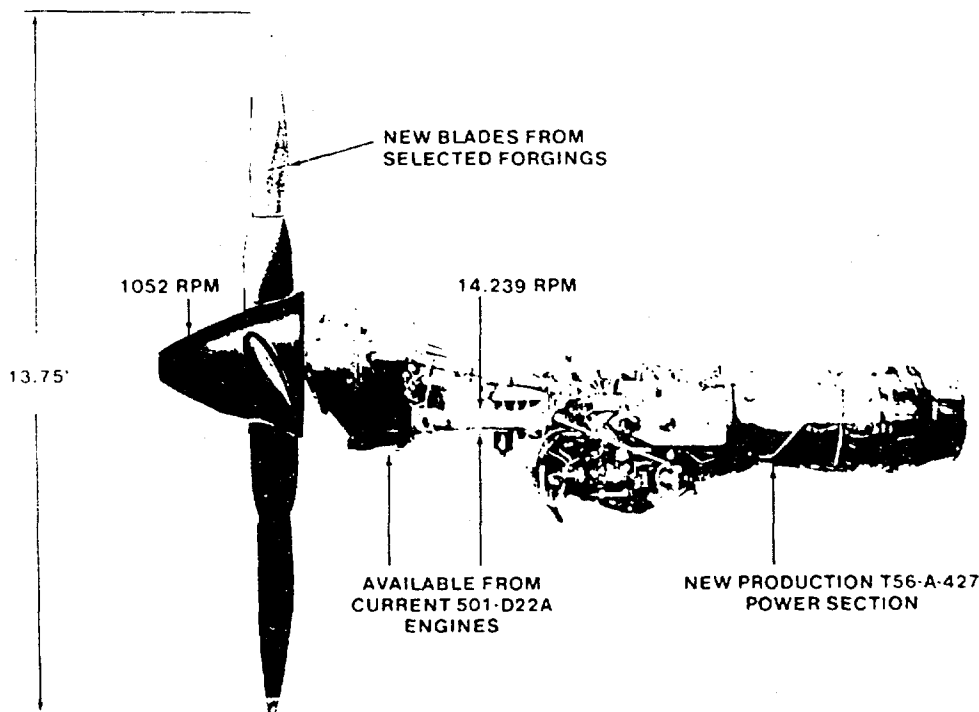 NEW BLADES FROM
SELECTED FORGINGS
1052 RPM
14.239 RPM
13.75'
AVAILABLE FROM
CURRENT 501-D22A
ENGINES
NEW PRODUCTION T56-A-427
POWER SECTION